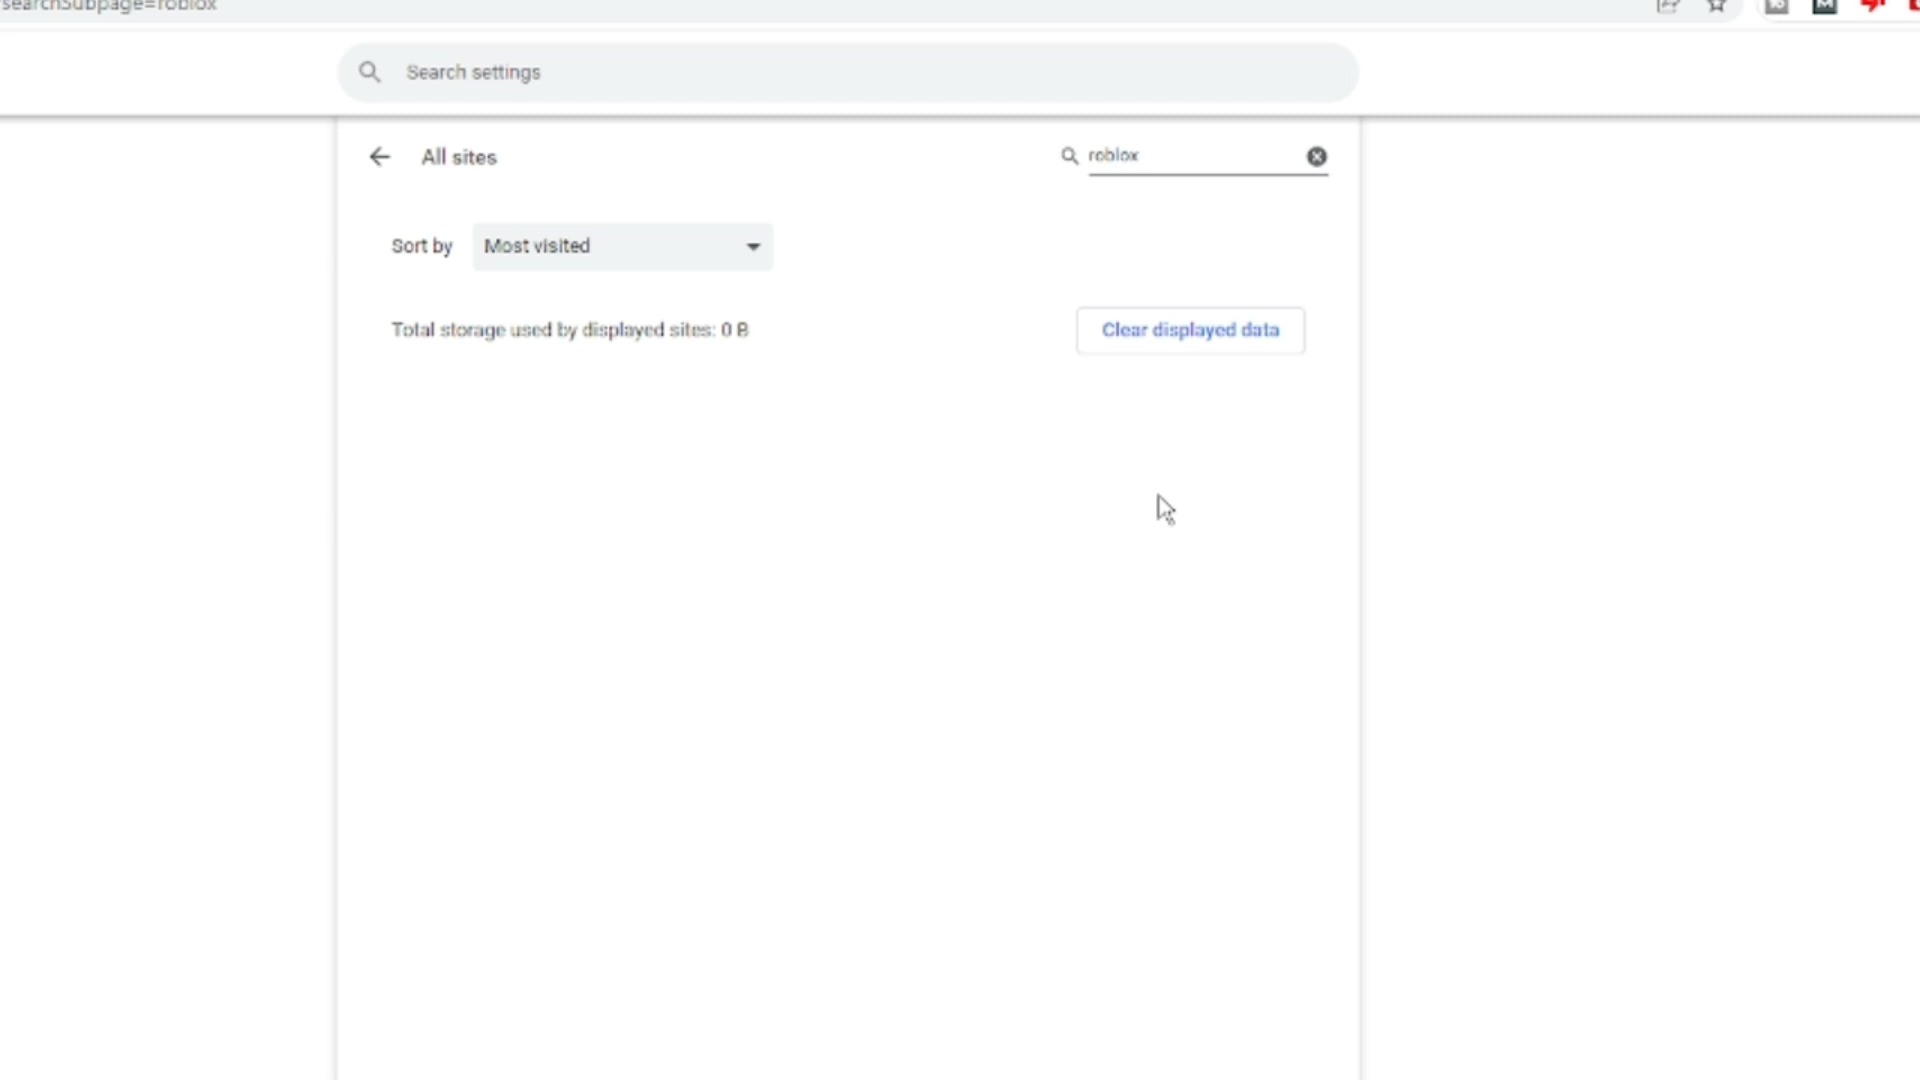 searchSubpage=roblox
Search settings
All sites
roblox
Sort by
Most visited
Total storage used by displayed sites: 0 B
Clear displayed data